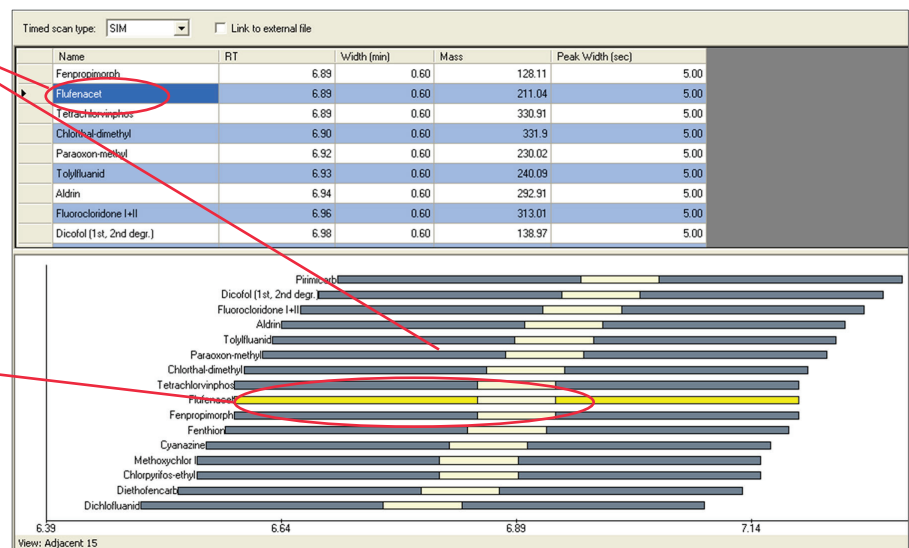 Timed scan type: SIM Link to external file
Name RT Width (min) Mass Peak Width (sec)
Fenpropimorph 6.89 0.60 128.11 5.00
Flufenacet 6.89 0.60 211.04 5.00
Tetrachlorvinphos 6.89 0.60 330.91 5.00
Chlorthal-dimethyl 6.90 0.60 331.9 5.00
Paraoxon-methyl 6.92 0.60 230.02 5.00
Tolylfluanid 6.93 0.60 240.09 5.00
Aldrin 6.94 0.60 292.91 5.00
Fluorocloridone I+II 6.96 0.60 313.01 5.00
Dicofol (1st, 2nd degr.) 6.98 0.60 138.97 5.00
Pirimicarb
Dicofol (1st, 2nd degr.)
Fluorocloridone I+II
Aldrin
Tolylfluanid
Paraoxon-methyl
Chlorthal-dimethyl
Tetrachlorvinphos
Flufenacet
Fenpropimorph
Fenthion
Cyanazine
Methoxychlor I
Chlorpyrifos-ethyl
Diethofencarb
Dichlofluanid
6.39 6.64 6.89 7.14
View: Adjacent 15